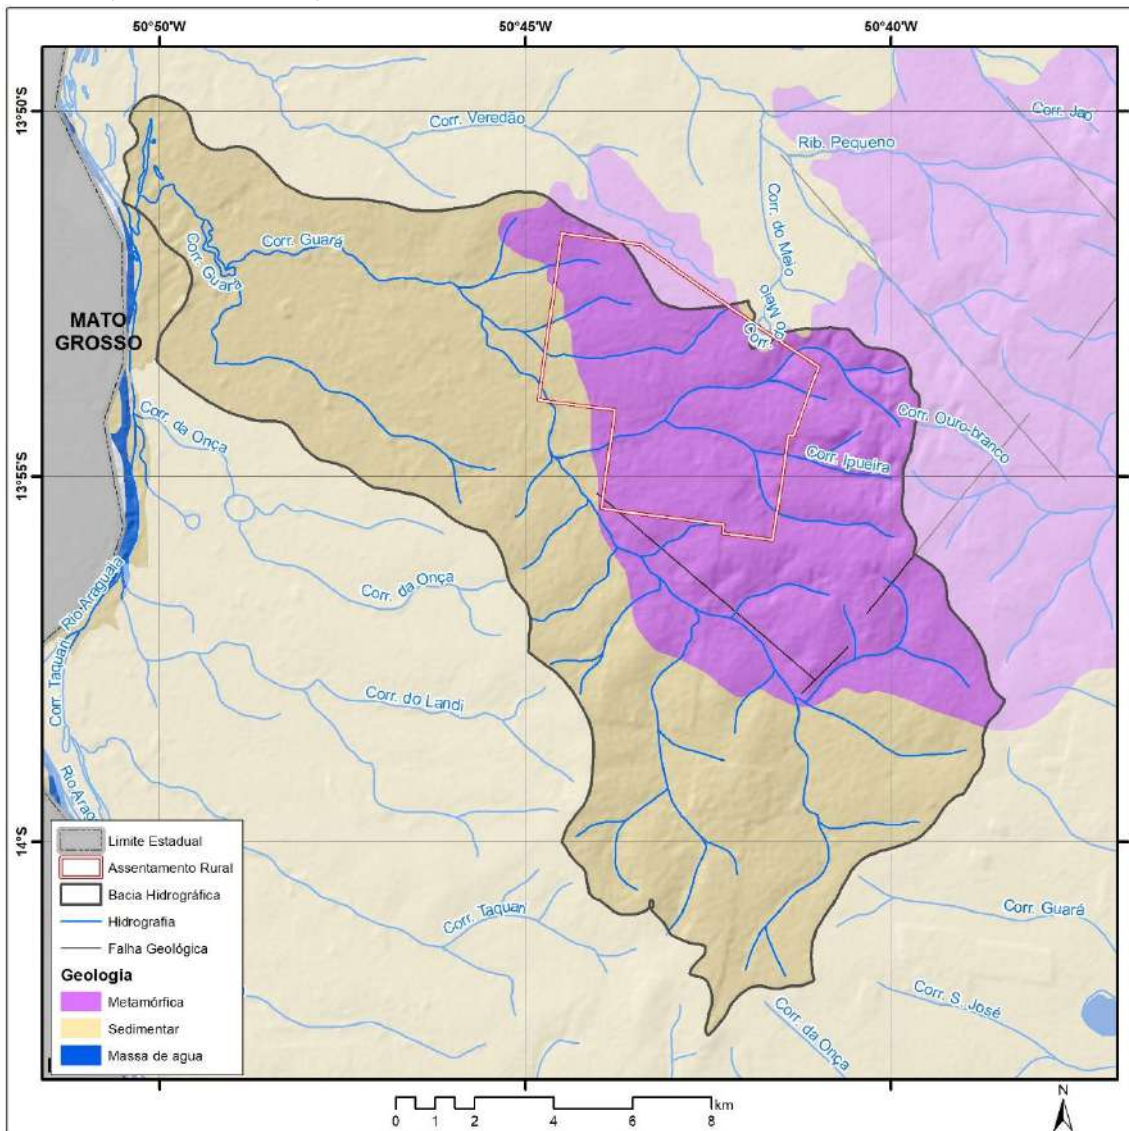 50°50'W
50°45'W
50°40'W
13°50'S
Corr. Veredão
Corr. Jaó
Rib. Pequeno
Corr. do Meio
Corr. Guará
Corr. Guará
MATO
GROSSO
Corr. do Meio
Corr. da Onça
corr. Ouro-branco
Corr. Ipueira
13°55'S
Corr. da Onça
Rio Araguaia
Corr. Taquari
Corr. do Landi
Rio Arag
14°S
Corr. Taquari
Corr. Guará
Corr. S. José
Corr. da Onça
Limite Estadual
Assentamento Rural
Bacia Hidrográfica
Hidrografia
Falha Geológica
Geologia
Metamórfica
Sedimentar
Massa de agua
0 1 2 4 6 8 km
N